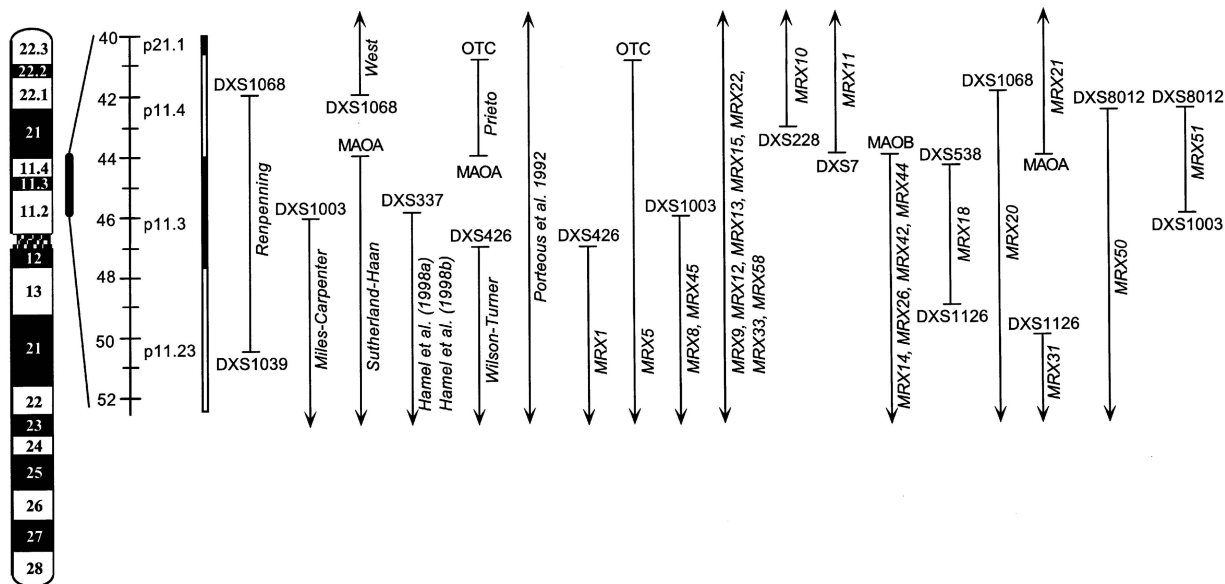 22.3
22.2
22.1
21
11.4
11.3
11.2
12
13
21
22
23
24
25
26
27
28
40
42
44
46
48
50
52
p21.1
p11.4
p11.3
p11.23
DXS1068
Renpenning
DXS1039
DXS1003
Miles-Carpenter
West
DXS1068
MAOA
Sutherland-Haan
DXS337
Hamel et al. (1998a)
Hamel et al. (1998b)
OTC
Prieto
MAOA
DXS426
Wilson-Turner
Porteous et al. 1992
DXS426
MRX1
OTC
MRX5
DXS1003
MRX8, MRX45
MRX9, MRX12, MRX13, MRX15, MRX22,
MRX33, MRX58
MRX10
DXS228
MRX11
DXS7
MAOB
MRX14, MRX26, MRX42, MRX44
DXS538
MRX18
DXS1126
DXS1068
MRX20
MRX21
MAOA
DXS1126
MRX31
DXS8012
MRX50
DXS8012
MRX51
DXS1003